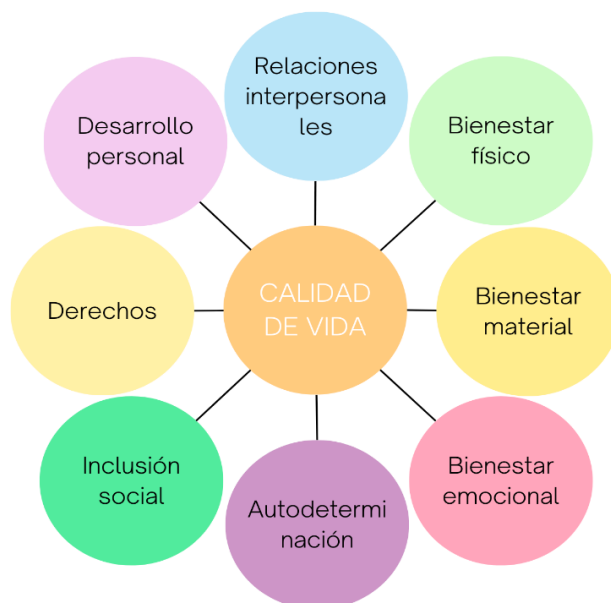 Relaciones
interpersona
les
Desarrollo
personal
Bienestar
físico
Derechos
CALIDAD
DE VIDA
Bienestar
material
Inclusión
social
Autodetermi
nación
Bienestar
emocional